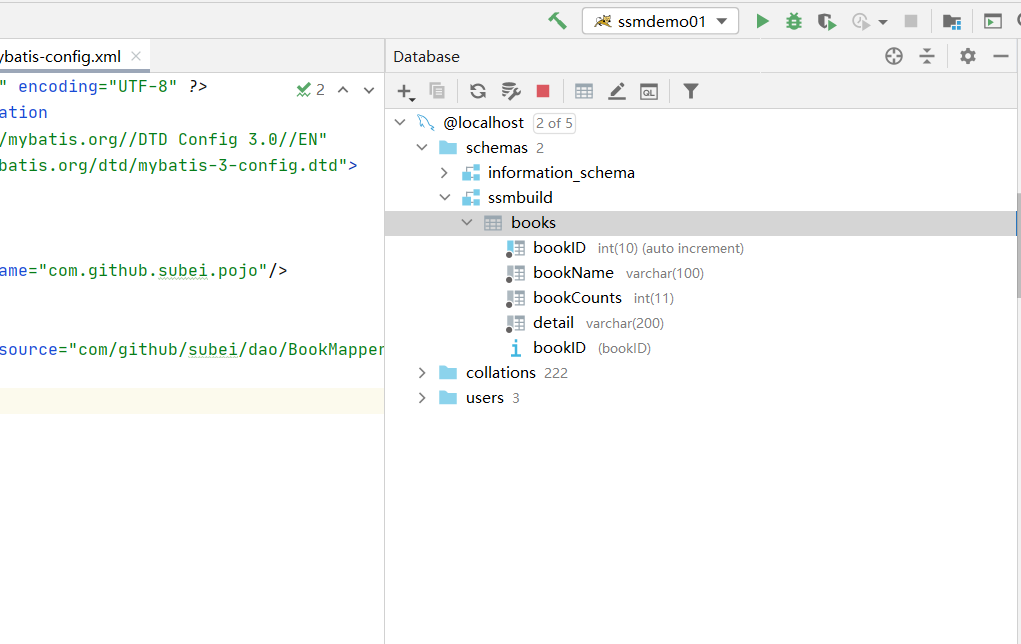 ssmdemo01
ybatis-config.xml
Database
" encoding="UTF-8" ?>
2
ation
/mybatis.org//DTD Config 3.0//EN"
batis.org/dtd/mybatis-3-config.dtd">
ame="com.github.subei.pojo"/>
source="com/github/subei/dao/BookMapper
QL
@localhost 2 of 5
schemas 2
information_schema
ssmbuild
books
bookID int(10) (auto increment)
bookName varchar(100)
bookCounts int(11)
detail varchar(200)
bookID (bookID)
collations 222
users 3